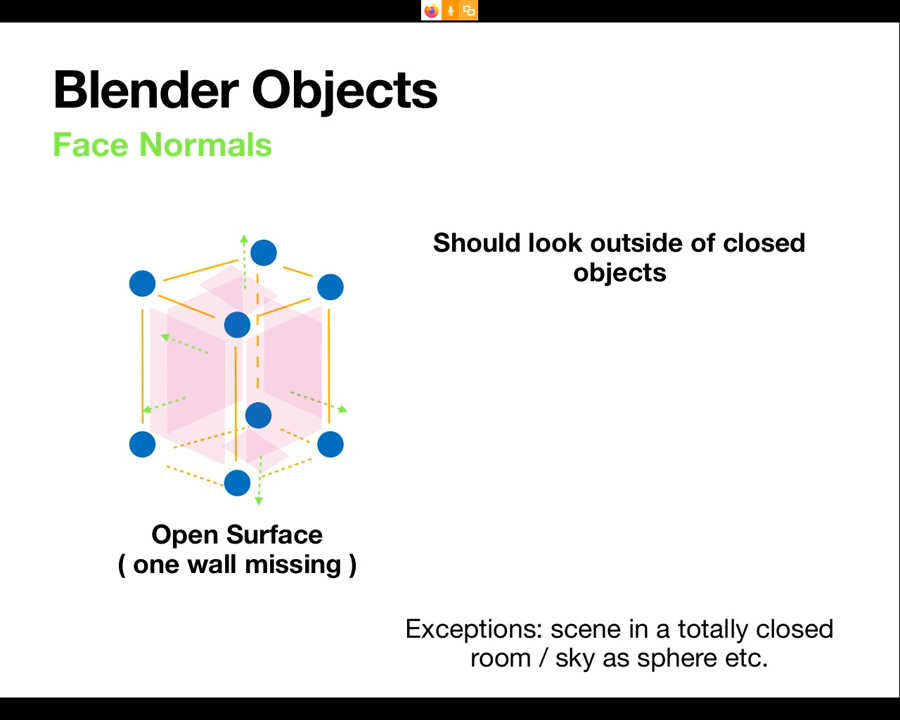 Blender Objects
Face Normals
Should look outside of closed
objects
Open Surface
( one wall missing )
Exceptions: scene in a totally closed
room / sky as sphere etc.